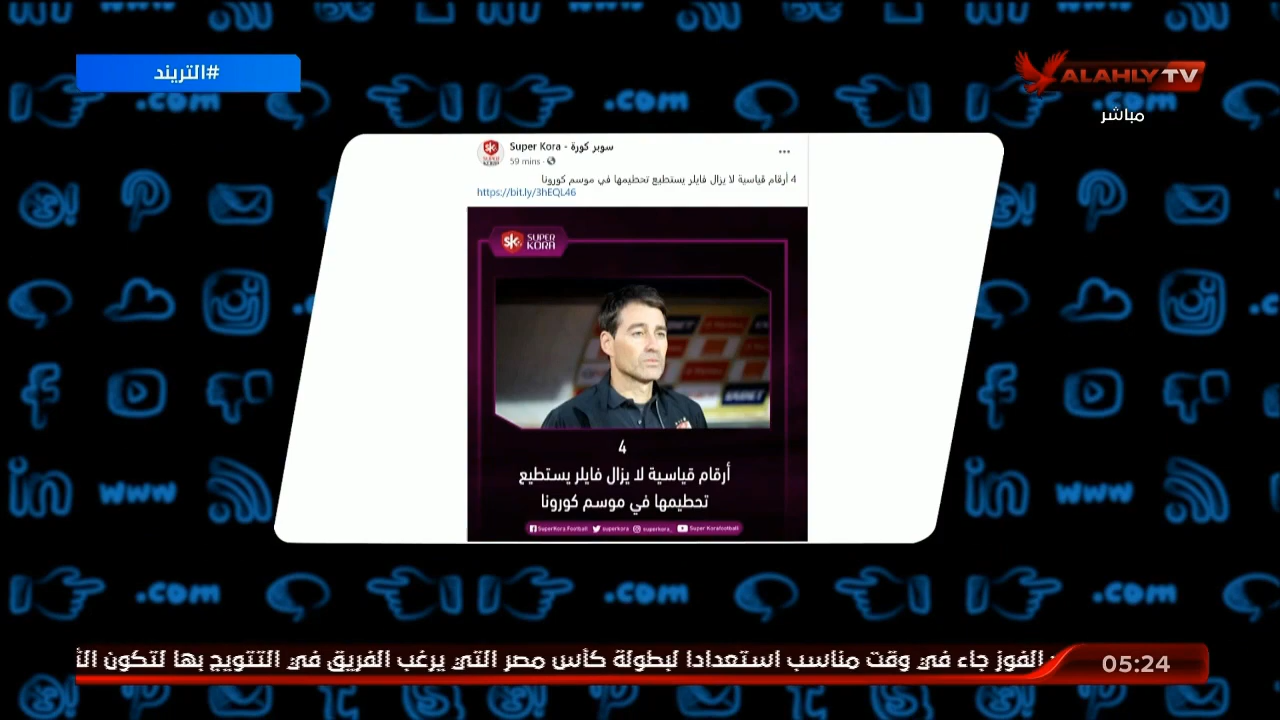 #التريند
ALAHLY TV
مباشر
Super Kora - سوبر كورة
59 mins ·
4 أرقام قياسية لا يزال فايلر يستطيع تحطيمها في موسم كورونا
https://bit.ly/3hEQL46
SK SUPER KORA
4
أرقام قياسية لا يزال فايلر يستطيع
تحطيمها في موسم كورونا
SuperKora Football superkora superkora_ Super Korafootball
الفوز جاء في وقت مناسب استعدادا لبطولة كأس مصر التي يرغب الفريق في التتويج بها لتكون
05:24